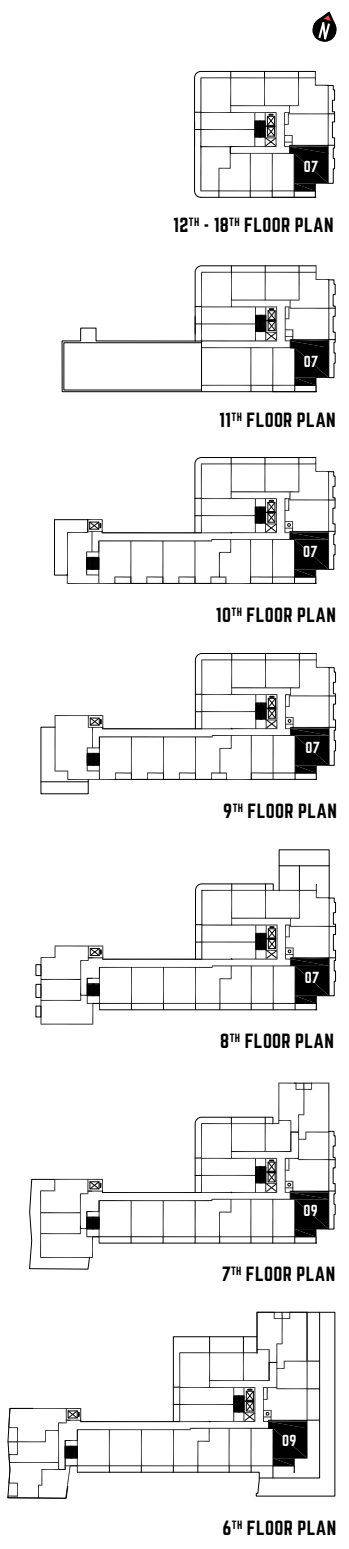 N
07
12TH - 18TH FLOOR PLAN
07
11TH FLOOR PLAN
07
10TH FLOOR PLAN
07
9TH FLOOR PLAN
07
8TH FLOOR PLAN
09
7TH FLOOR PLAN
09
6TH FLOOR PLAN